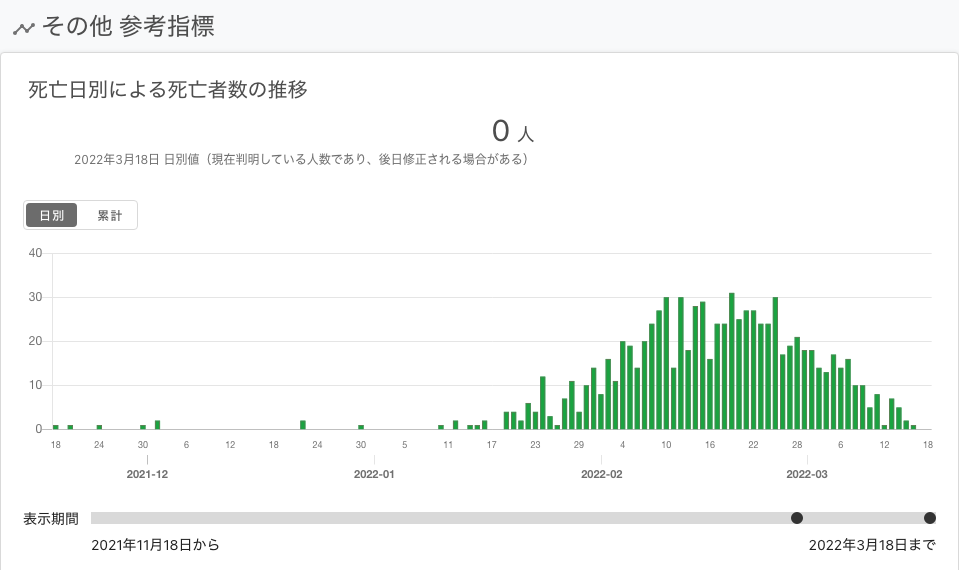 その他 参考指標
死亡日別による死亡者数の推移
0 人
2022年3月18日 日別値（現在判明している人数であり、後日修正される場合がある）
日別 累計
40
30
20
10
0
18 24 30 6 12 18 24 30 5 11 17 23 29 4 10 16 22 28 6 12 18
2021-12 2022-01 2022-02 2022-03
表示期間
2021年11月18日から 2022年3月18日まで